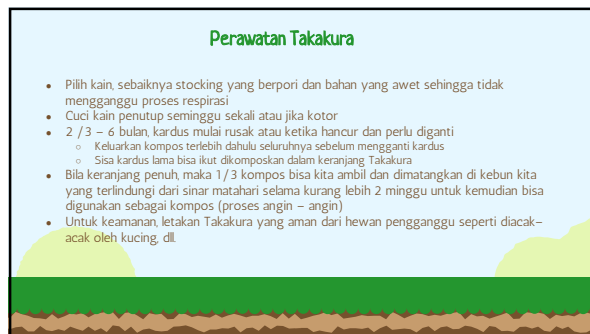 Perawatan Takakura
● Pilih kain, sebaiknya stocking yang berpori dan bahan yang awet sehingga tidak
mengganggu proses respirasi
● Cuci kain penutup seminggu sekali atau jika kotor
● 2 /3 – 6 bulan, kardus mulai rusak atau ketika hancur dan perlu diganti
○ Keluarkan kompos terlebih dahulu seluruhnya sebelum mengganti kardus
○ Sisa kardus lama bisa ikut dikomposkan dalam keranjang Takakura
● Bila keranjang penuh, maka 1/3 kompos bisa kita ambil dan dimatangkan di kebun kita
yang terlindungi dari sinar matahari selama kurang lebih 2 minggu untuk kemudian bisa
digunakan sebagai kompos (proses angin – angin)
● Untuk keamanan, letakan Takakura yang aman dari hewan pengganggu seperti diacak–
acak oleh kucing, dll.